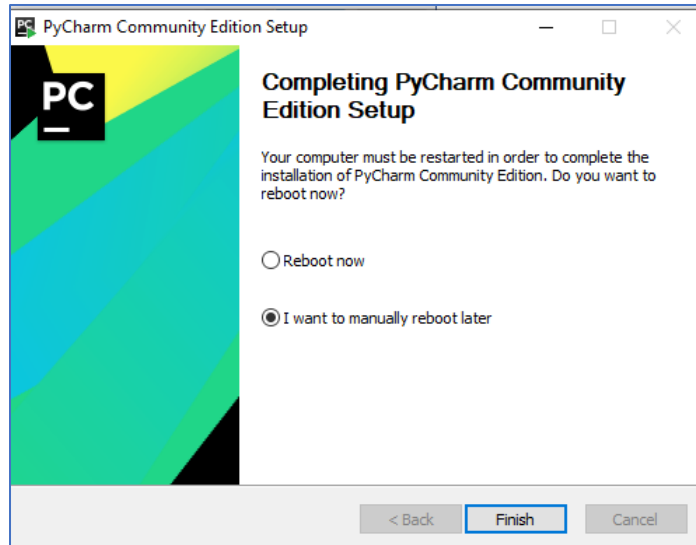 PyCharm Community Edition Setup
PC
Completing PyCharm Community
Edition Setup
Your computer must be restarted in order to complete the
installation of PyCharm Community Edition. Do you want to
reboot now?
Reboot now
I want to manually reboot later
< Back Finish Cancel